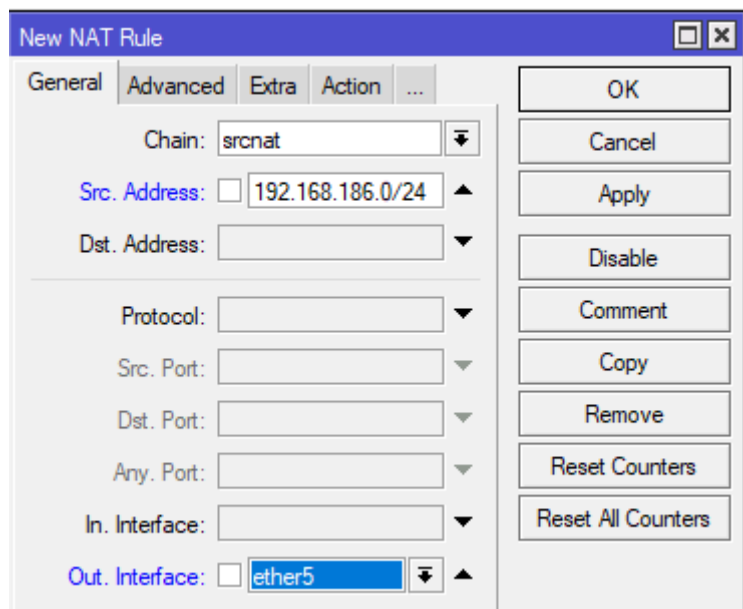 New NAT Rule
General Advanced Extra Action ...
Chain: srcnat
Src. Address: 192.168.186.0/24
Dst. Address:
Protocol:
Src. Port:
Dst. Port:
Any. Port:
In. Interface:
Out. Interface: ether5
OK
Cancel
Apply
Disable
Comment
Copy
Remove
Reset Counters
Reset All Counters